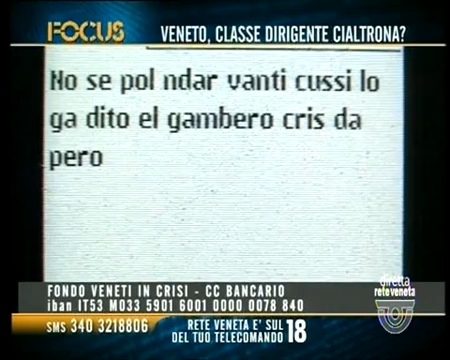 FOCUS
VENETO, CLASSE DIRIGENTE CIALTRONA?
No se pol ndar vanti cussi lo
ga dito el gambero cris da
pero
diretta
reteveneta
FONDO VENETI IN CRISI - CC BANCARIO
iban IT53 M033 5901 6001 0000 0078 840
SMS 340 3218806
RETE VENETA E' SUL 18
DEL TUO TELECOMANDO